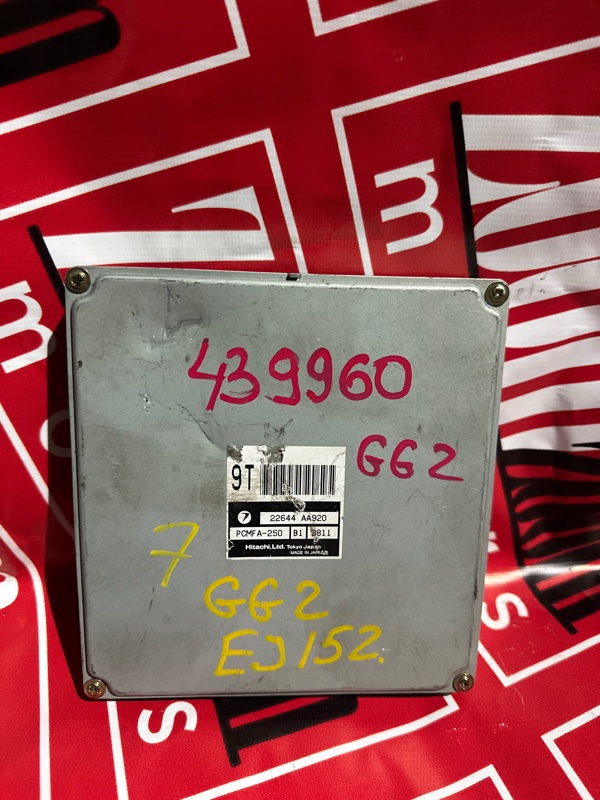 439960
GG2
9T
22644 AA920
PCMFA-250 B1 3811
Hitachi, Ltd. Tokyo Japan
MADE IN JAPAN
7
GG2
EJ152.